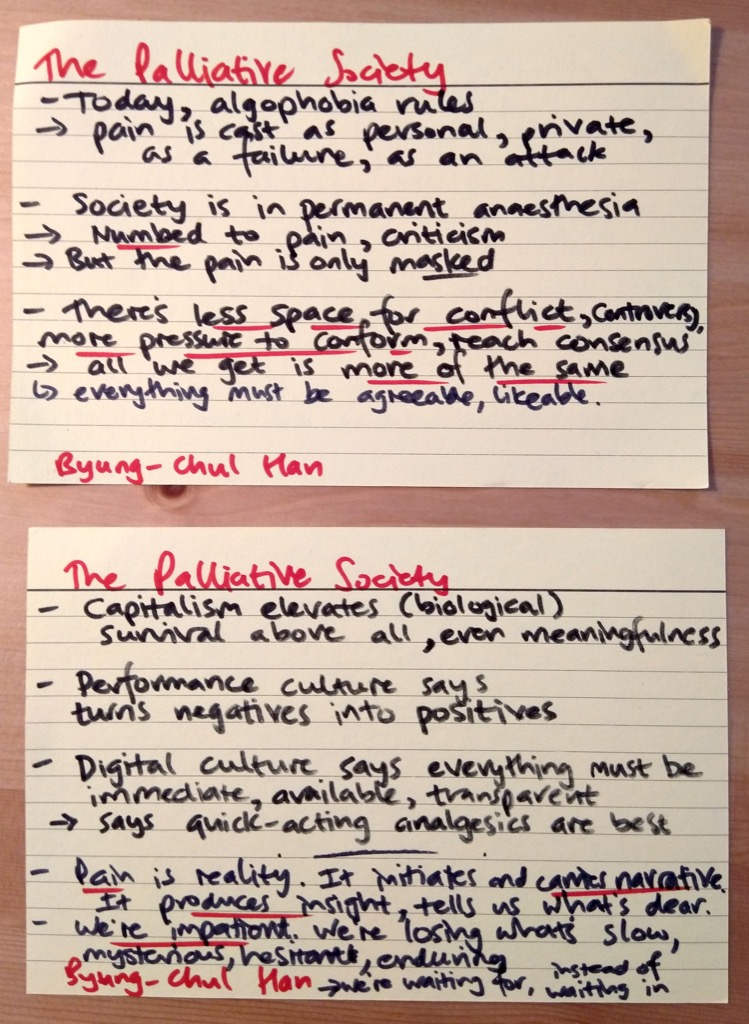 The Palliative Society
- Today, algophobia rules
→ pain is cast as personal, private,
as a failure, as an attack
- Society is in permanent anaesthesia
→ Numbed to pain, criticism
→ But the pain is only masked
- There's less space for conflict, controversy,
more pressure to conform, reach consensus
→ all we get is more of the same
↳ everything must be agreeable, likeable.
Byung-Chul Han
The Palliative Society
- Capitalism elevates (biological)
survival above all, even meaningfulness
- Performance culture says
turns negatives into positives
- Digital culture says everything must be
immediate, available, transparent
→ says quick-acting analgesics are best
- Pain is reality. It initiates and carries narrative.
It produces insight, tells us what's dear.
- We're impatient. We're losing what's slow,
mysterious, hesitant, enduring
Byung-Chul Han → we're waiting for, instead of
waiting in